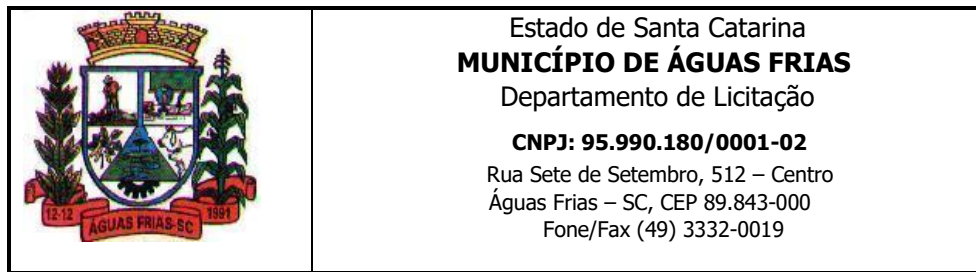 12-12
ÁGUAS FRIAS-SC
1991
Estado de Santa Catarina
MUNICÍPIO DE ÁGUAS FRIAS
Departamento de Licitação
CNPJ: 95.990.180/0001-02
Rua Sete de Setembro, 512 – Centro
Águas Frias – SC, CEP 89.843-000
Fone/Fax (49) 3332-0019